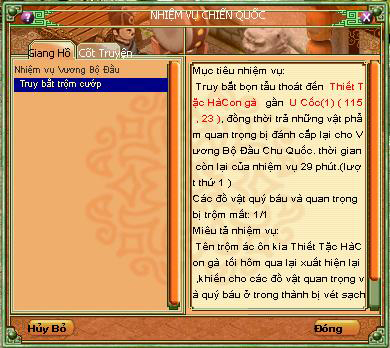 NHIỆM VỤ CHIẾN QUỐC
Giang Hồ
Cốt Truyện
Nhiệm vụ Vương Bộ Đầu
Truy bắt trộm cướp
Mục tiêu nhiệm vụ:
Truy bắt bọn tẩu thoát đến Thiết T
ặc HàCon gà gần U Cốc(1) ( 115
, 23 ), đồng thời trả những vật phẩ
m quan trọng bị đánh cắp lại cho V
ương Bộ Đầu Chu Quốc. thời gian
còn lại của nhiệm vụ 29 phút.(lượ
t thứ 1 )
Các đồ vật quý báu và quan trọng
bị trộm mất: 1/1
Miêu tả nhiệm vụ:
Tên trộm ác ôn kia Thiết Tặc HàC
on gà tối hôm qua lại xuất hiện lại
,khiến cho các đồ vật quan trọng v
à quý báu ở trong thành bị vét sạch
Hủy Bỏ
Đóng